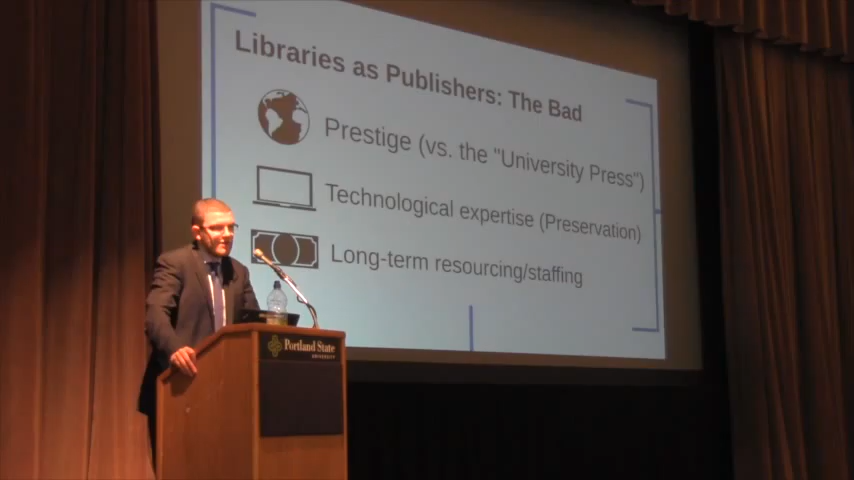 Libraries as Publishers: The Bad
Prestige (vs. the "University Press")
Technological expertise (Preservation)
Long-term resourcing/staffing
Portland State
UNIVERSITY